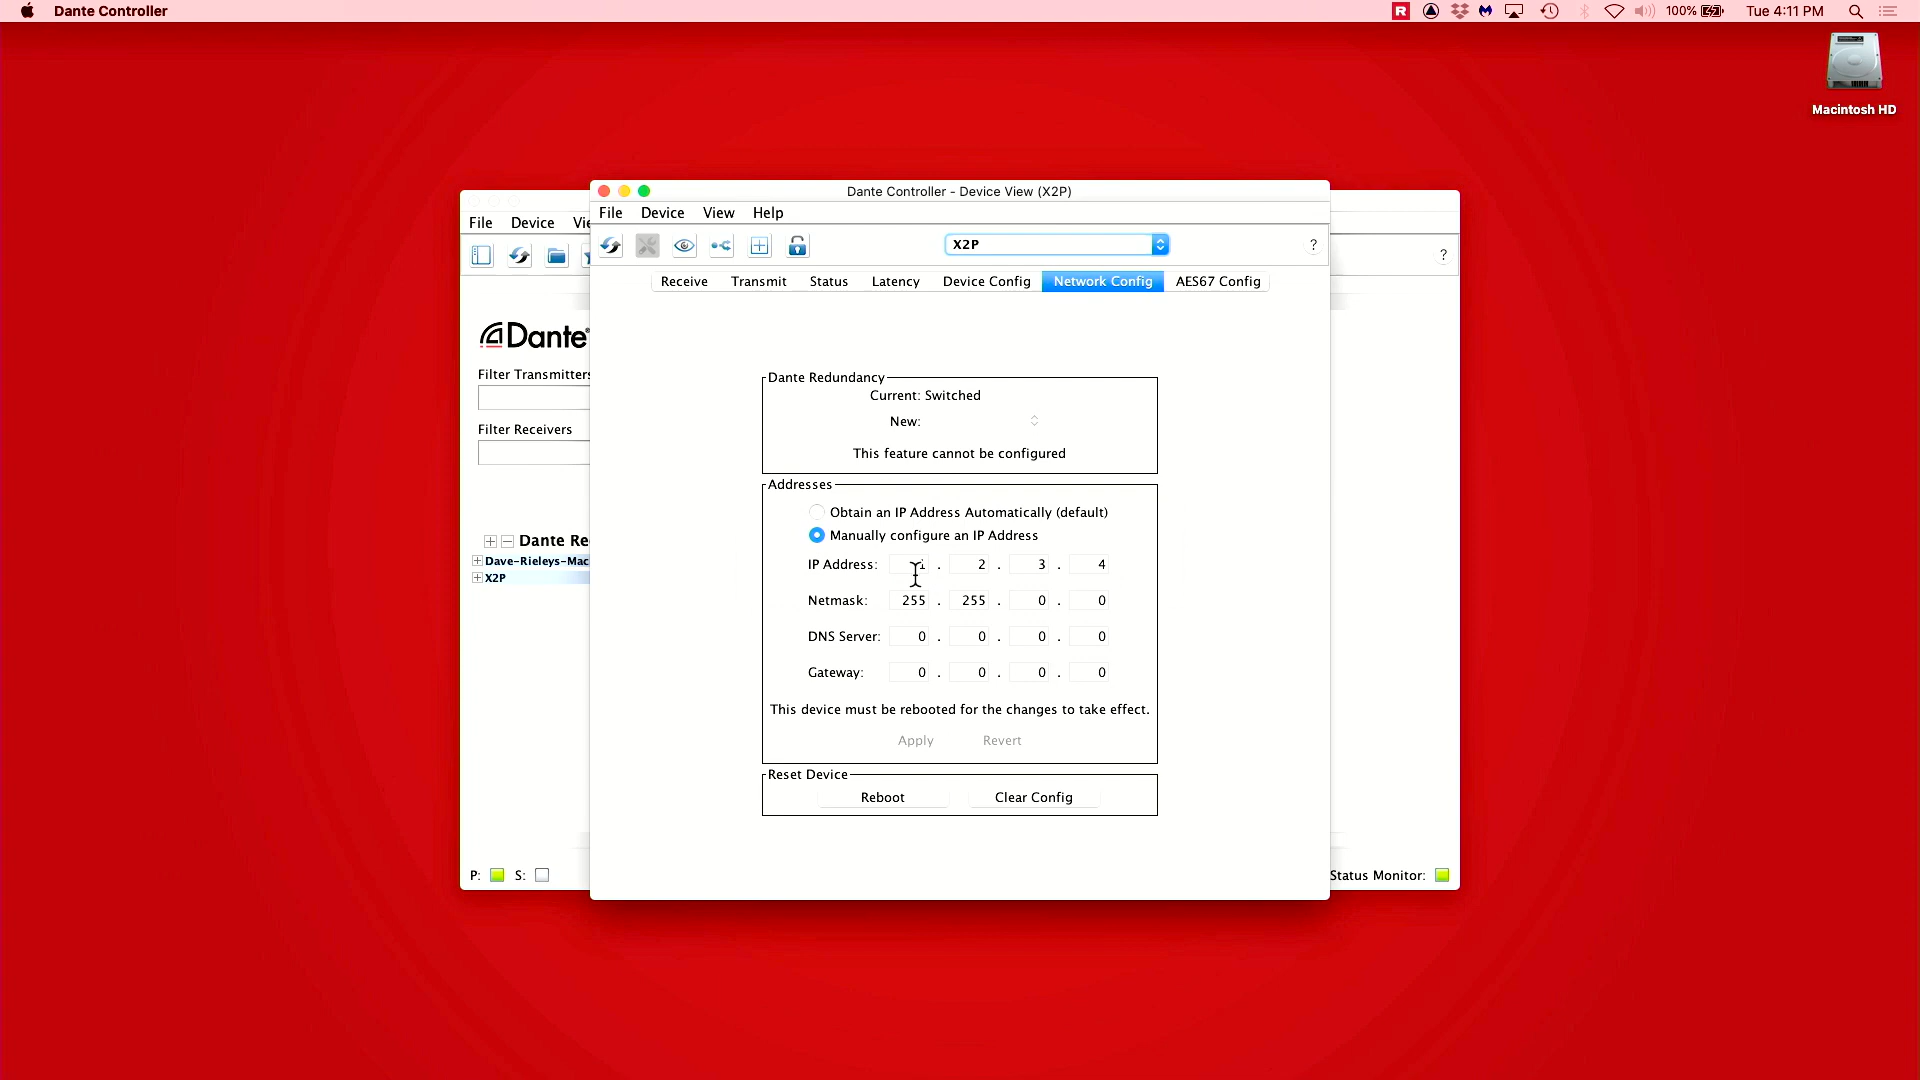 Dante Controller
R
100%
Tue 4:11 PM
Macintosh HD
Dante Controller - Device View (X2P)
File Device View Help
X2P
?
Receive Transmit Status Latency Device Config Network Config AES67 Config
Dante Redundancy
Current: Switched
New:
This feature cannot be configured
Addresses
Obtain an IP Address Automatically (default)
Manually configure an IP Address
IP Address: . 2 . 3 . 4
Netmask: 255 . 255 . 0 . 0
DNS Server: 0 . 0 . 0 . 0
Gateway: 0 . 0 . 0 . 0
This device must be rebooted for the changes to take effect.
Apply Revert
Reset Device
Reboot Clear Config
File Device
?
Dante
Filter Transmitters
Filter Receivers
Dante
Dave-Rieleys-Mac
X2P
P: S:
Status Monitor: